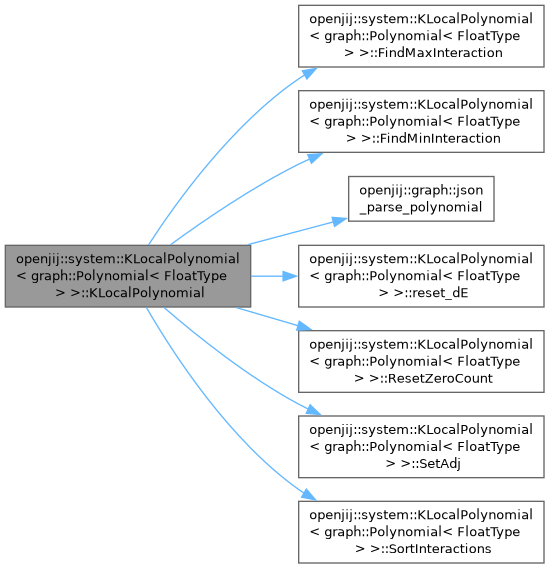 openjij::system::KLocalPolynomial
< graph::Polynomial< FloatType
> >::KLocalPolynomial
openjij::system::KLocalPolynomial
< graph::Polynomial< FloatType
> >::FindMaxInteraction
openjij::system::KLocalPolynomial
< graph::Polynomial< FloatType
> >::FindMinInteraction
openjij::graph::json
_parse_polynomial
openjij::system::KLocalPolynomial
< graph::Polynomial< FloatType
> >::reset_dE
openjij::system::KLocalPolynomial
< graph::Polynomial< FloatType
> >::ResetZeroCount
openjij::system::KLocalPolynomial
< graph::Polynomial< FloatType
> >::SetAdj
openjij::system::KLocalPolynomial
< graph::Polynomial< FloatType
> >::SortInteractions